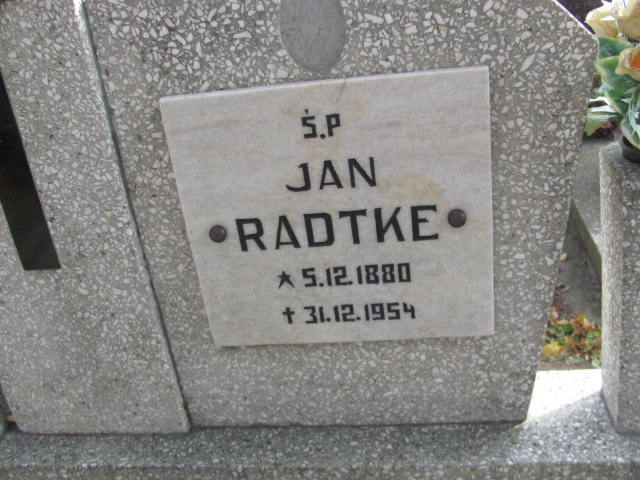 Ś.P
JAN
RADTKE
★ 5.12.1880
✝ 31.12.1954